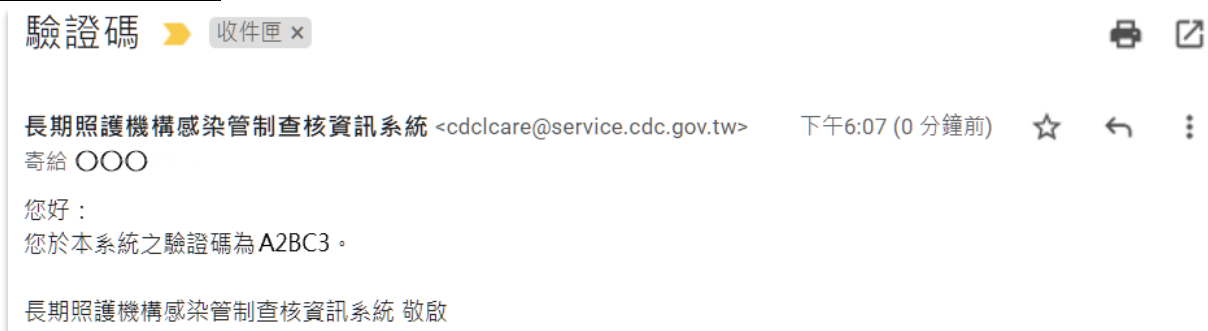 驗證碼 收件匣 ×
長期照護機構感染管制查核資訊系統 <cdclcare@service.cdc.gov.tw> 下午6:07 (0 分鐘前)
寄給 〇〇〇
您好：
您於本系統之驗證碼為A2BC3。
長期照護機構感染管制查核資訊系統 敬啟